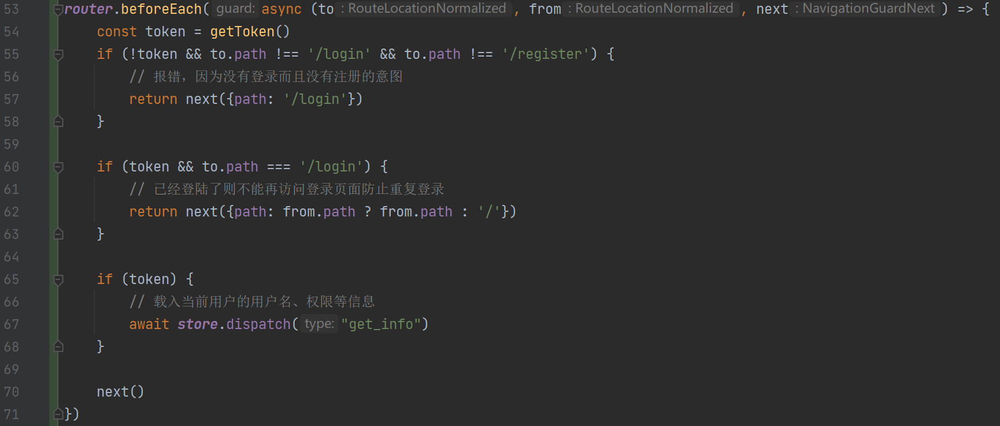 53 router.beforeEach( guard: async (to : RouteLocationNormalized , from : RouteLocationNormalized , next : NavigationGuardNext ) => {
54 const token = getToken()
55 if (!token && to.path !== '/login' && to.path !== '/register') {
56 // 报错，因为没有登录而且没有注册的意图
57 return next({path: '/login'})
58 }
59
60 if (token && to.path === '/login') {
61 // 已经登陆了则不能再访问登录页面防止重复登录
62 return next({path: from.path ? from.path : '/'})
63 }
64
65 if (token) {
66 // 载入当前用户的用户名、权限等信息
67 await store.dispatch( type: "get_info")
68 }
69
70 next()
71 })